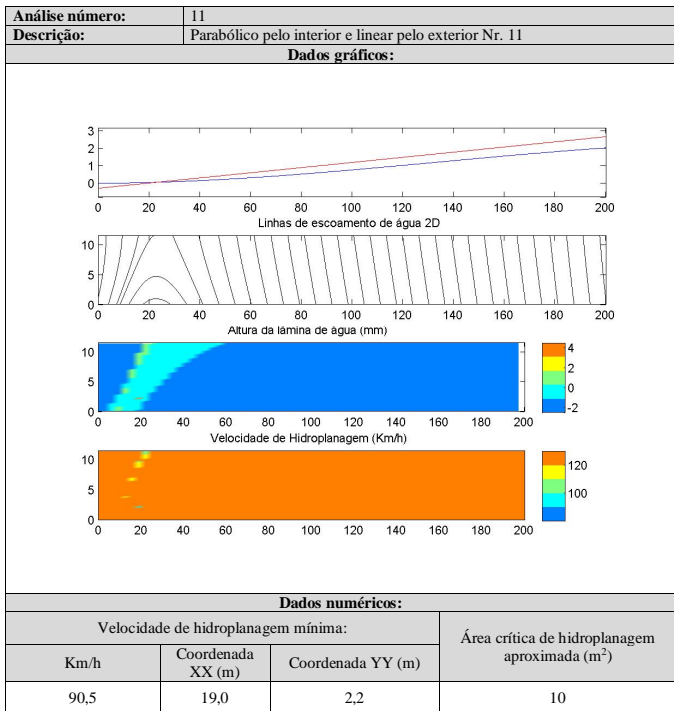 Análise número: 11
Descrição: Parabólico pelo interior e linear pelo exterior Nr. 11
Dados gráficos:
3
2
1
0
0 20 40 60 80 100 120 140 160 180 200
Linhas de escoamento de água 2D
10
5
0
0 20 40 60 80 100 120 140 160 180 200
Altura da lâmina de água (mm)
10
5
0
4
2
0
-2
0 20 40 60 80 100 120 140 160 180 200
Velocidade de Hidroplanagem (Km/h)
10
5
0
120
100
0 20 40 60 80 100 120 140 160 180 200
Dados numéricos:
Velocidade de hidroplanagem mínima:
Área crítica de hidroplanagem
aproximada (m²)
Km/h
Coordenada
XX (m)
Coordenada YY (m)
90,5 19,0 2,2 10